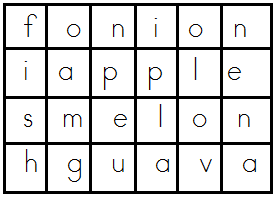 f o n i o n
i a p p l e
s m e l o n
h g u a v a